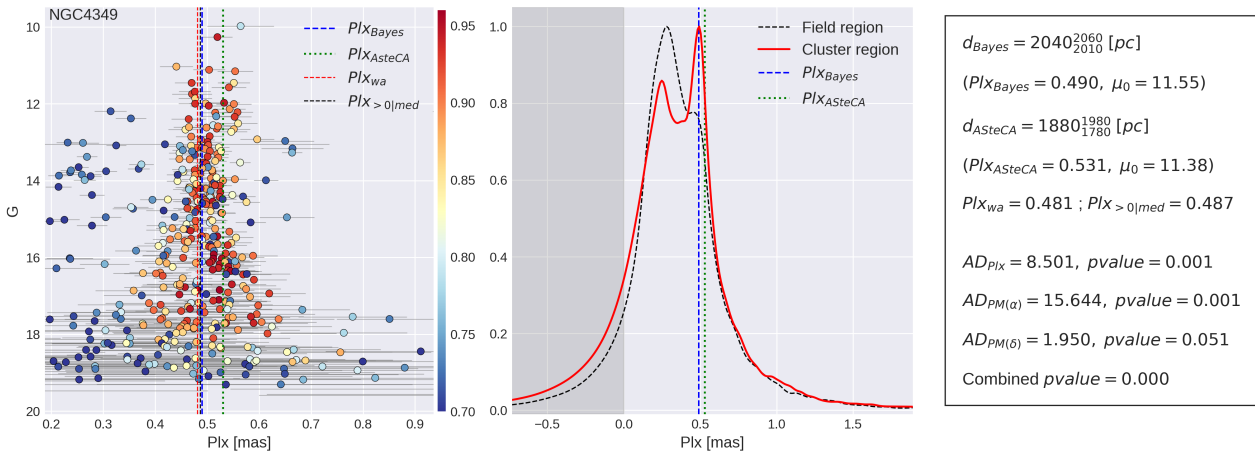 NGC4349
Plx_Bayes
Plx_AsteCA
Plx_wa
Plx_>0|med
10
12
14
16
18
20
G
0.2 0.3 0.4 0.5 0.6 0.7 0.8 0.9
Plx [mas]
0.95
0.90
0.85
0.80
0.75
0.70
Field region
Cluster region
Plx_Bayes
Plx_ASteCA
1.0
0.8
0.6
0.4
0.2
0.0
−0.5 0.0 0.5 1.0 1.5
Plx [mas]
d_Bayes = 2040^2060_2010 [pc]
(Plx_Bayes = 0.490, μ_0 = 11.55)
d_ASteCA = 1880^1980_1780 [pc]
(Plx_ASteCA = 0.531, μ_0 = 11.38)
Plx_wa = 0.481 ; Plx_>0|med = 0.487
AD_Plx = 8.501, pvalue = 0.001
AD_PM(α) = 15.644, pvalue = 0.001
AD_PM(δ) = 1.950, pvalue = 0.051
Combined pvalue = 0.000